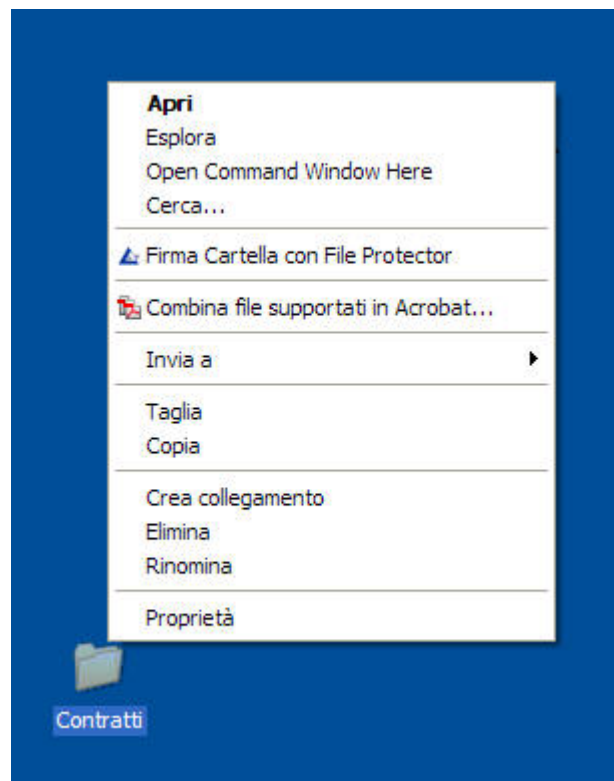 Apri
Esplora
Open Command Window Here
Cerca...
Firma Cartella con File Protector
Combina file supportati in Acrobat...
Invia a
Taglia
Copia
Crea collegamento
Elimina
Rinomina
Proprietà
Contratti